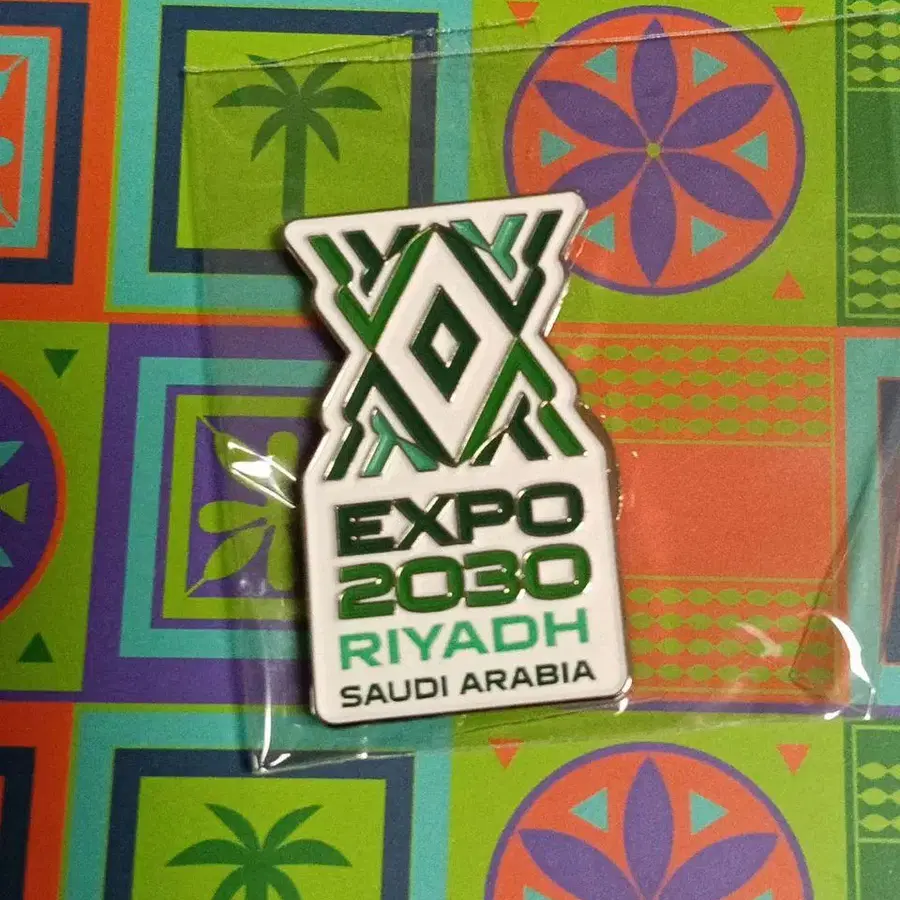 EXPO
2030
RIYADH
SAUDI ARABIA